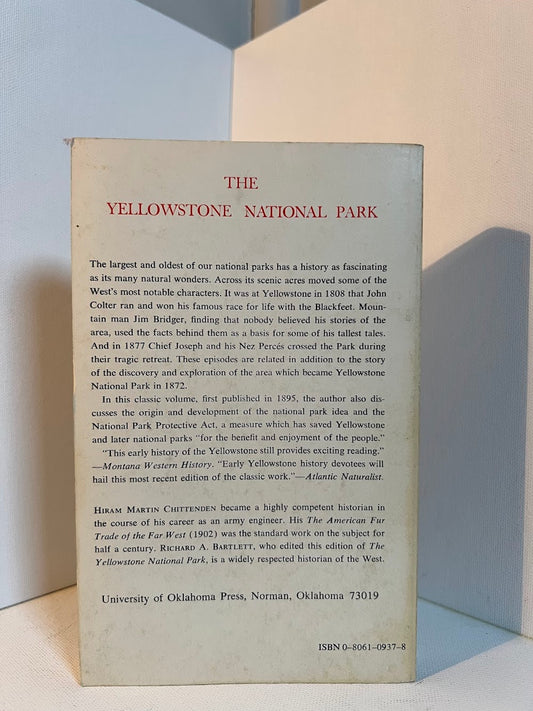 THE
YELLOWSTONE NATIONAL PARK
The largest and oldest of our national parks has a history as fascinating
as its many natural wonders. Across its scenic acres moved some of the
West's most notable characters. It was at Yellowstone in 1808 that John
Colter ran and won his famous race for life with the Blackfeet. Moun-
tain man Jim Bridger, finding that nobody believed his stories of the
area, used the facts behind them as a basis for some of his tallest tales.
And in 1877 Chief Joseph and his Nez Percés crossed the Park during
their tragic retreat. These episodes are related in addition to the story
of the discovery and exploration of the area which became Yellowstone
National Park in 1872.
In this classic volume, first published in 1895, the author also dis-
cusses the origin and development of the national park idea and the
National Park Protective Act, a measure which has saved Yellowstone
and later national parks "for the benefit and enjoyment of the people."
"This early history of the Yellowstone still provides exciting reading."
—Montana Western History. "Early Yellowstone history devotees will
hail this most recent edition of the classic work."—Atlantic Naturalist.
HIRAM MARTIN CHITTENDEN became a highly competent historian in
the course of his career as an army engineer. His The American Fur
Trade of the Far West (1902) was the standard work on the subject for
half a century. RICHARD A. BARTLETT, who edited this edition of The
Yellowstone National Park, is a widely respected historian of the West.
University of Oklahoma Press, Norman, Oklahoma 73019
ISBN 0-8061-0937-8